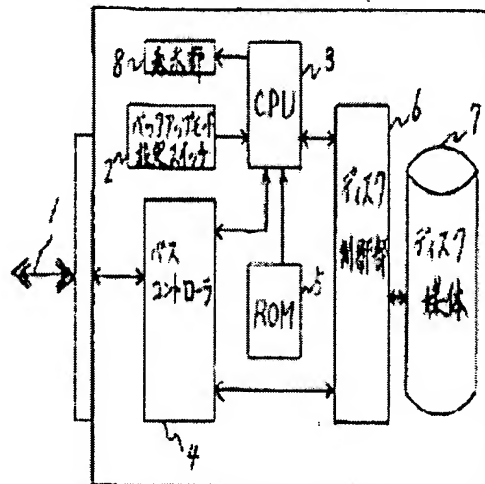 8
表示部
CPU
3
バックアップモード
指定スイッチ
2
1
バス
コントローラ
4
ROM
5
ディスク
制御部
6
ディスク
媒体
7